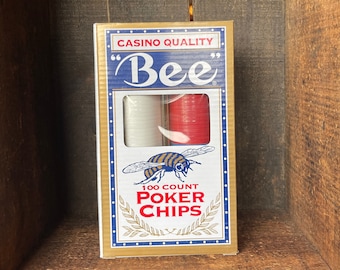 CASINO QUALITY
"Bee"
100 COUNT
POKER
CHIPS